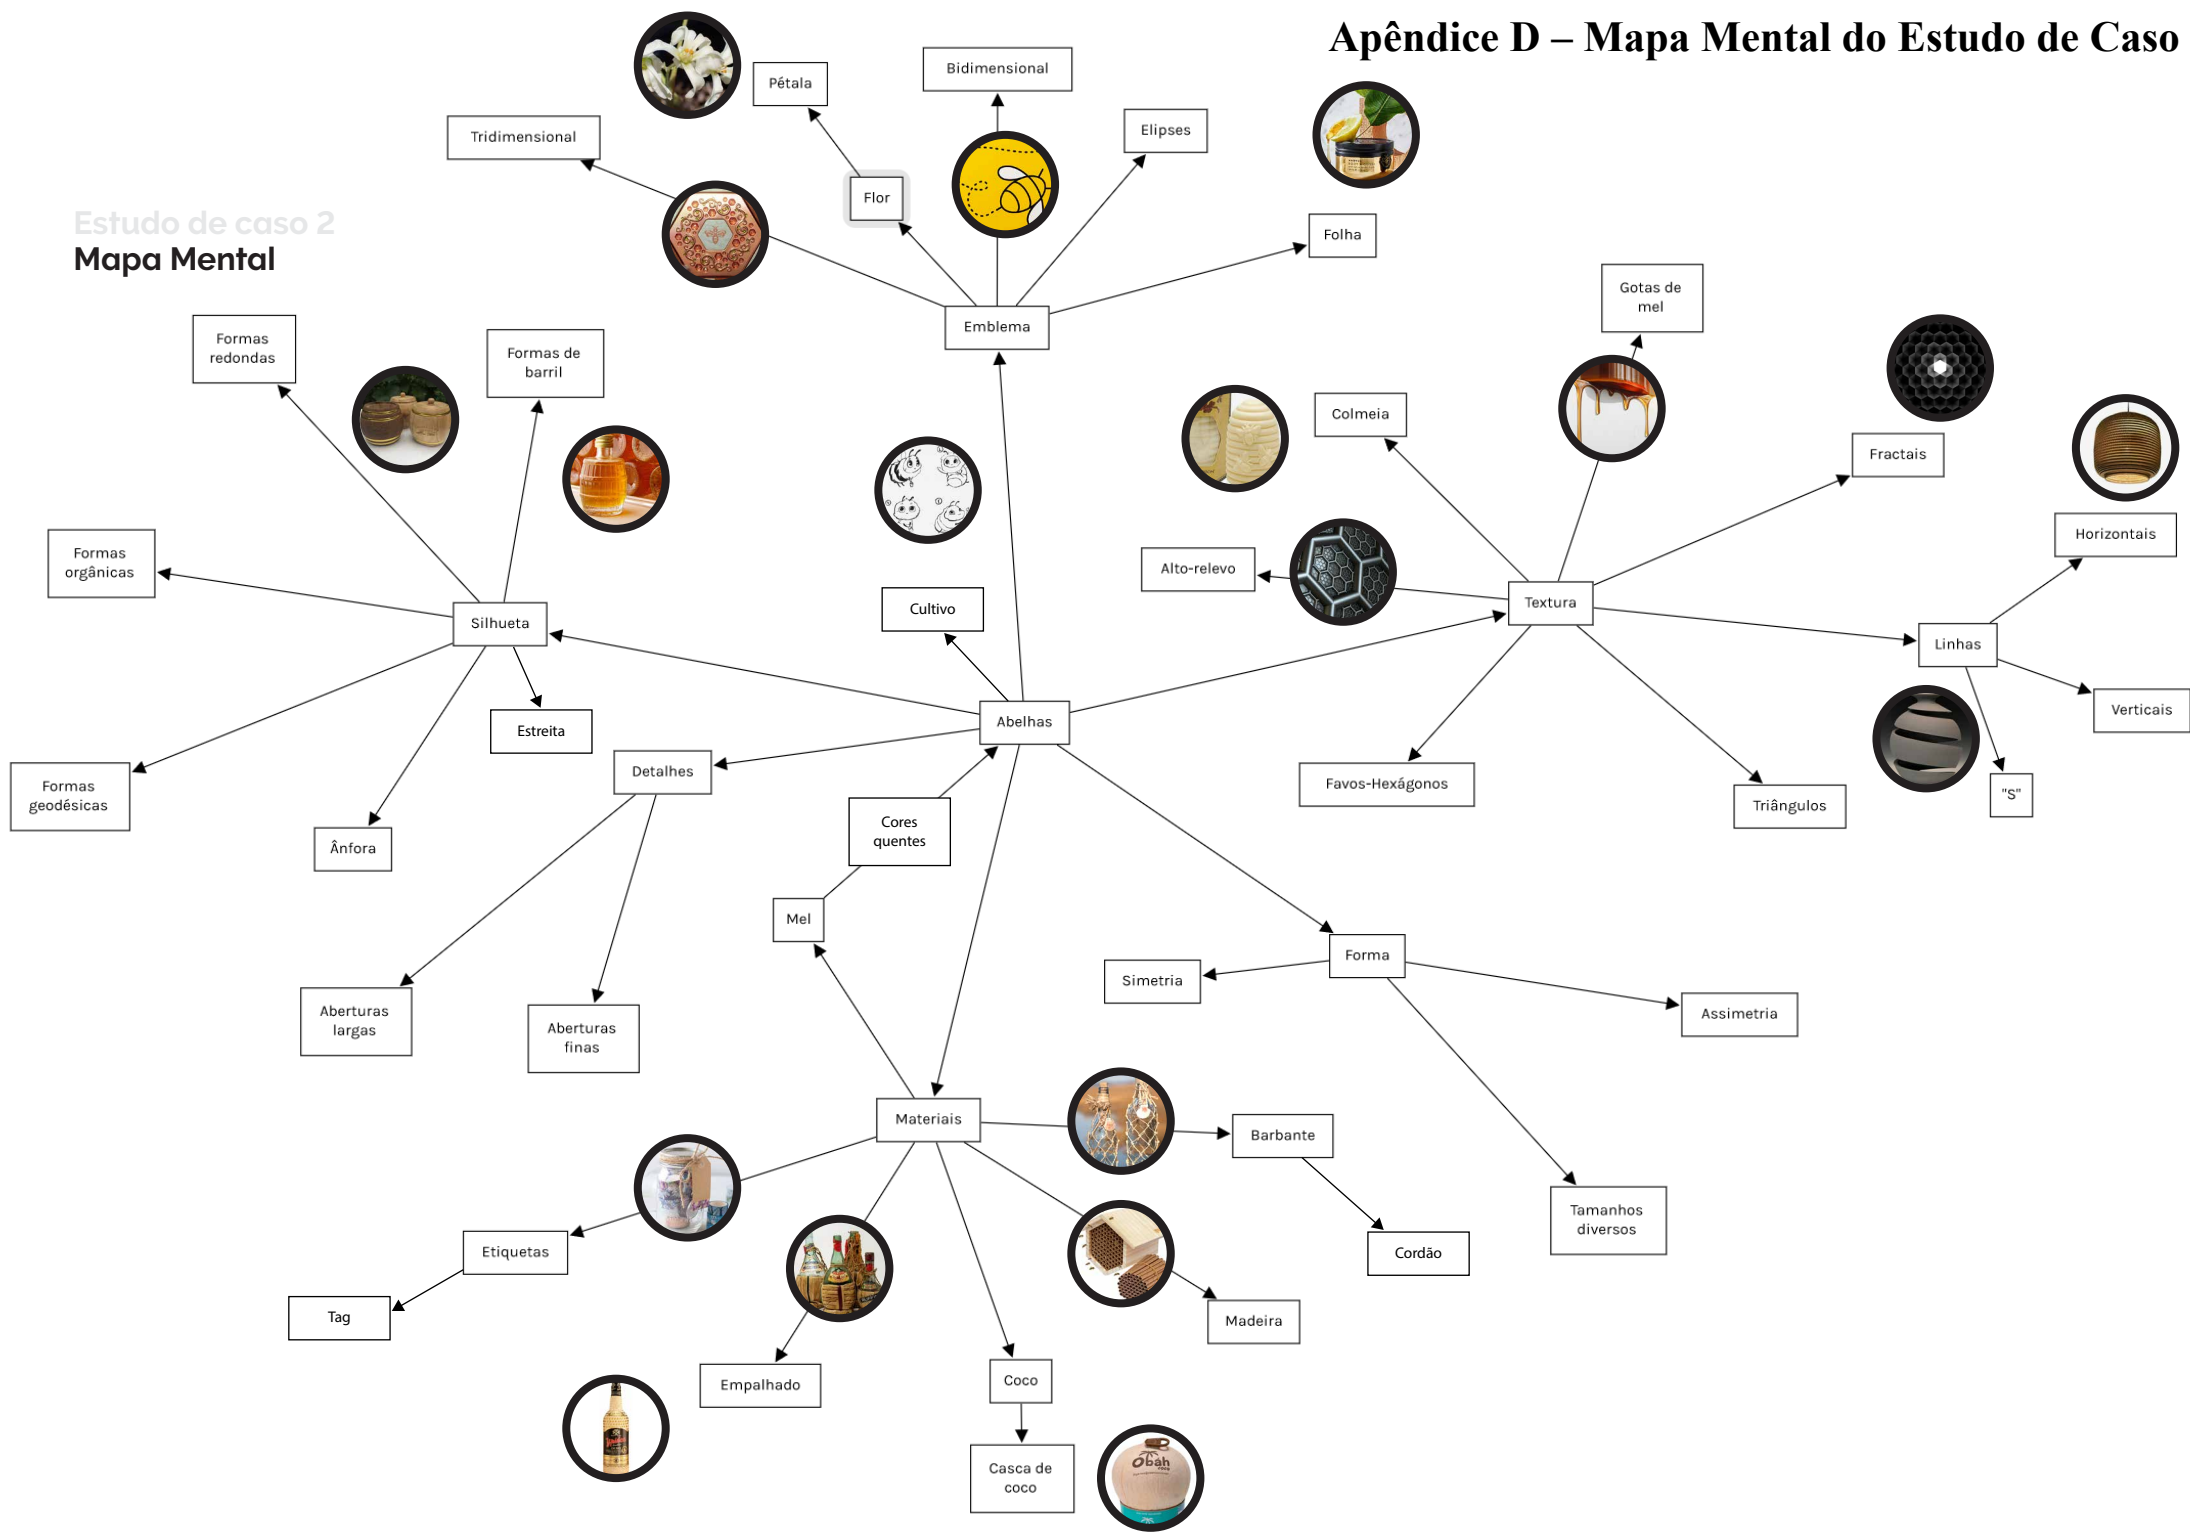 Apêndice D – Mapa Mental do Estudo de Caso
Estudo de caso 2
Mapa Mental
Pétala
Bidimensional
Tridimensional
Elipses
Flor
Folha
Emblema
Formas
redondas
Formas de
barril
Formas
orgânicas
Silhueta
Estreita
Formas
geodésicas
Ânfora
Gotas de
mel
Colmeia
Fractais
Alto-relevo
Textura
Horizontais
Linhas
Verticais
"S"
Favos-Hexágonos
Triângulos
Cultivo
Abelhas
Detalhes
Cores
quentes
Mel
Aberturas
largas
Aberturas
finas
Forma
Simetria
Assimetria
Tamanhos
diversos
Materiais
Barbante
Cordão
Etiquetas
Tag
Empalhado
Madeira
Coco
Casca de
coco
Obah
coco